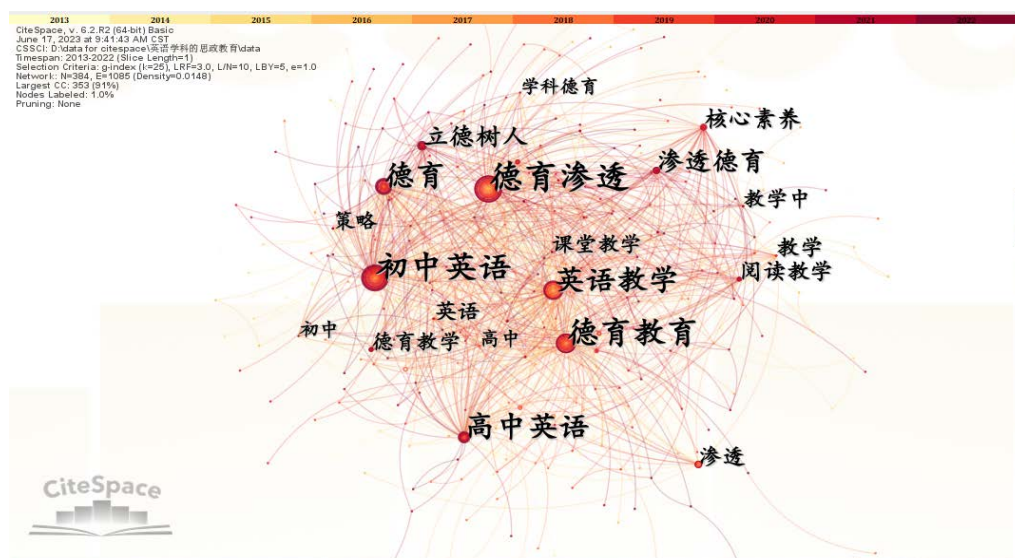 2013 2014 2015 2016 2017 2018 2019 2020 2021 2022
CiteSpace, v. 6.2.R2 (64-bit) Basic
June 17, 2023 at 9:41:43 AM CST
CSSCI: D:\data for citespace\英语学科的思政教育\data
Timespan: 2013-2022 (Slice Length=1)
Selection Criteria: g-index (k=25), LRF=3.0, L/N=10, LBY=5, e=1.0
Network: N=384, E=1085 (Density=0.0148)
Largest CC: 353 (91%)
Nodes Labeled: 1.0%
Pruning: None
学科德育
核心素养
立德树人
渗透德育
德育
德育渗透
教学中
策略
课堂教学
教学
初中英语
英语教学
阅读教学
英语
初中
德育教学
高中
德育教育
高中英语
渗透
CiteSpace